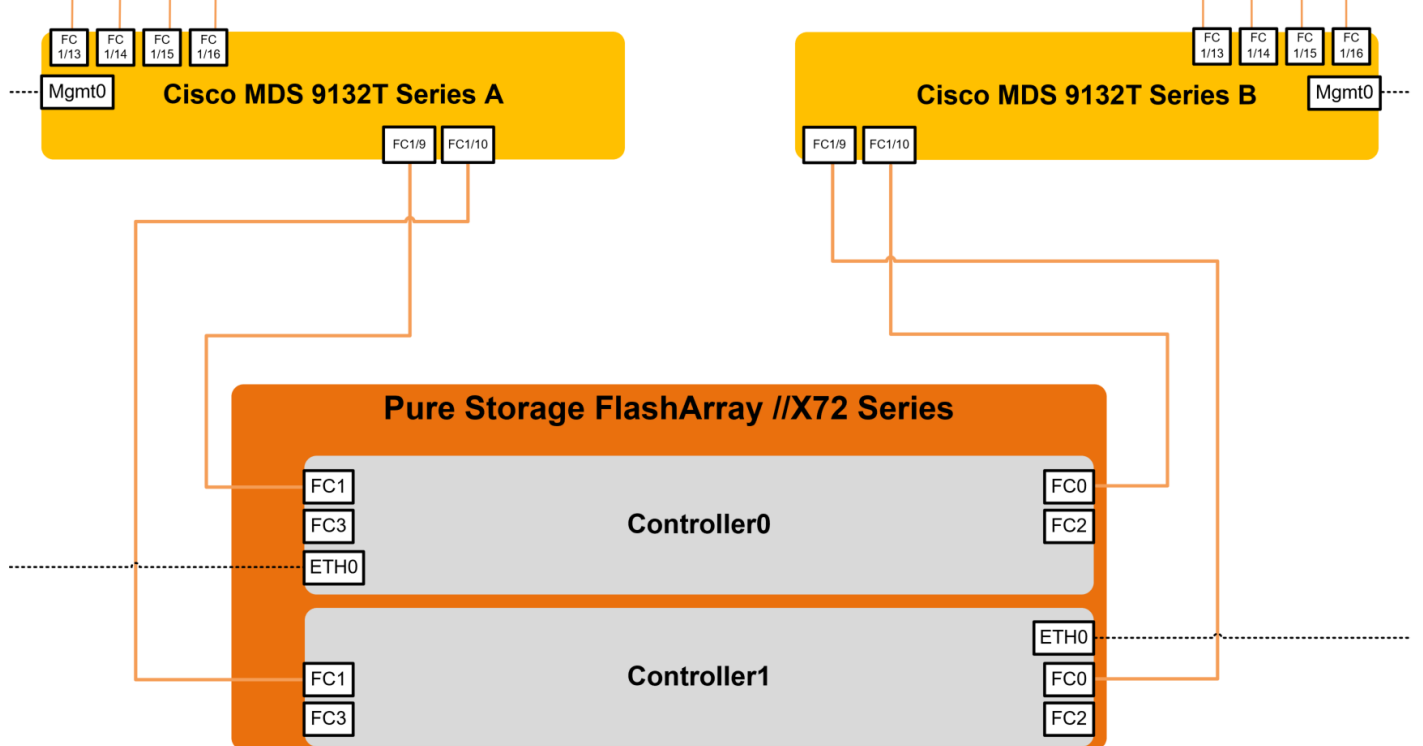 FC 1/13
FC 1/14
FC 1/15
FC 1/16
Mgmt0
Cisco MDS 9132T Series A
FC1/9
FC1/10
FC 1/13
FC 1/14
FC 1/15
FC 1/16
Cisco MDS 9132T Series B
Mgmt0
FC1/9
FC1/10
Pure Storage FlashArray //X72 Series
FC1
FC3
ETH0
Controller0
FC0
FC2
FC1
FC3
Controller1
ETH0
FC0
FC2